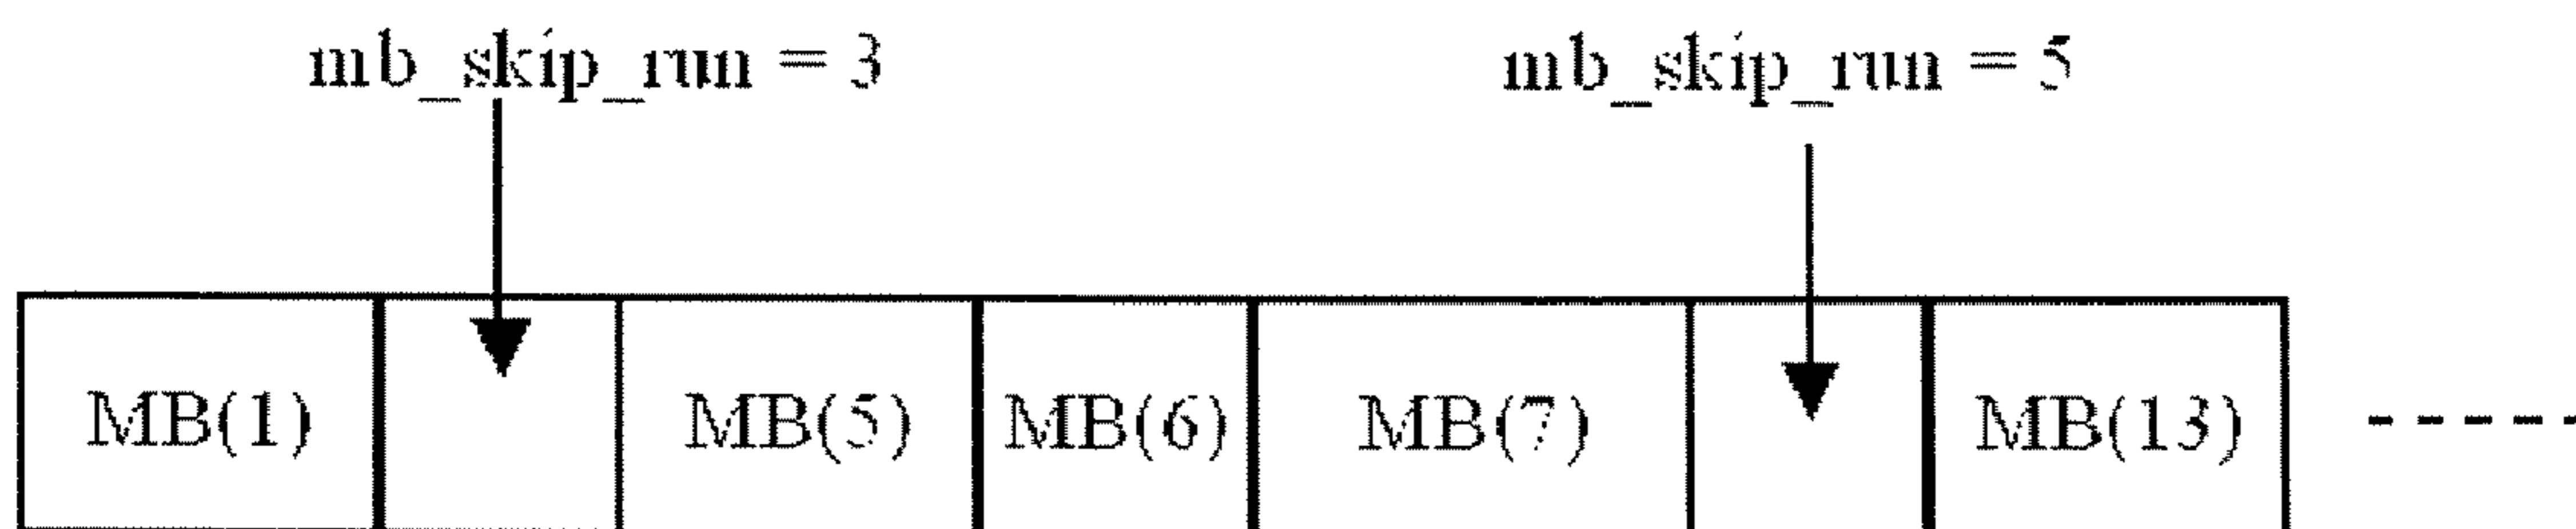 mb_skip_run = 3 mb_skip_run = 5
MB(1) MB(5) MB(6) MB(7) MB(13)